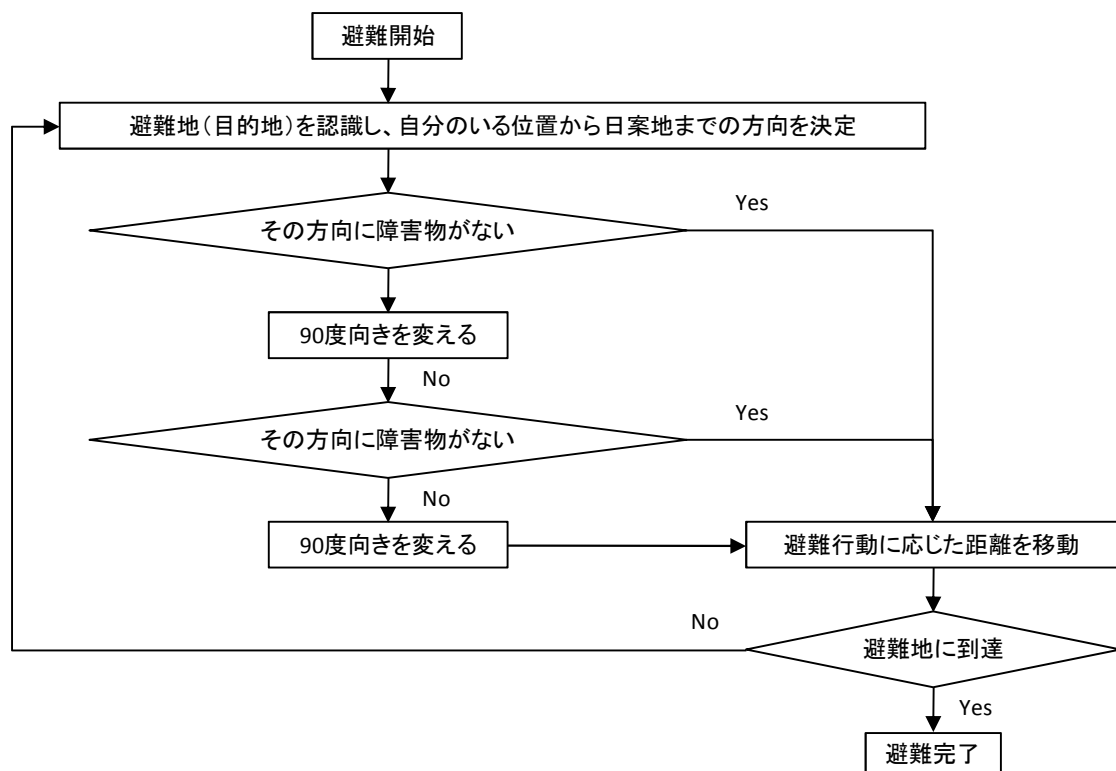 避難開始
避難地(目的地)を認識し、自分のいる位置から日案地までの方向を決定
その方向に障害物がない
Yes
90度向きを変える
No
その方向に障害物がない
Yes
No
90度向きを変える
避難行動に応じた距離を移動
No
避難地に到達
Yes
避難完了